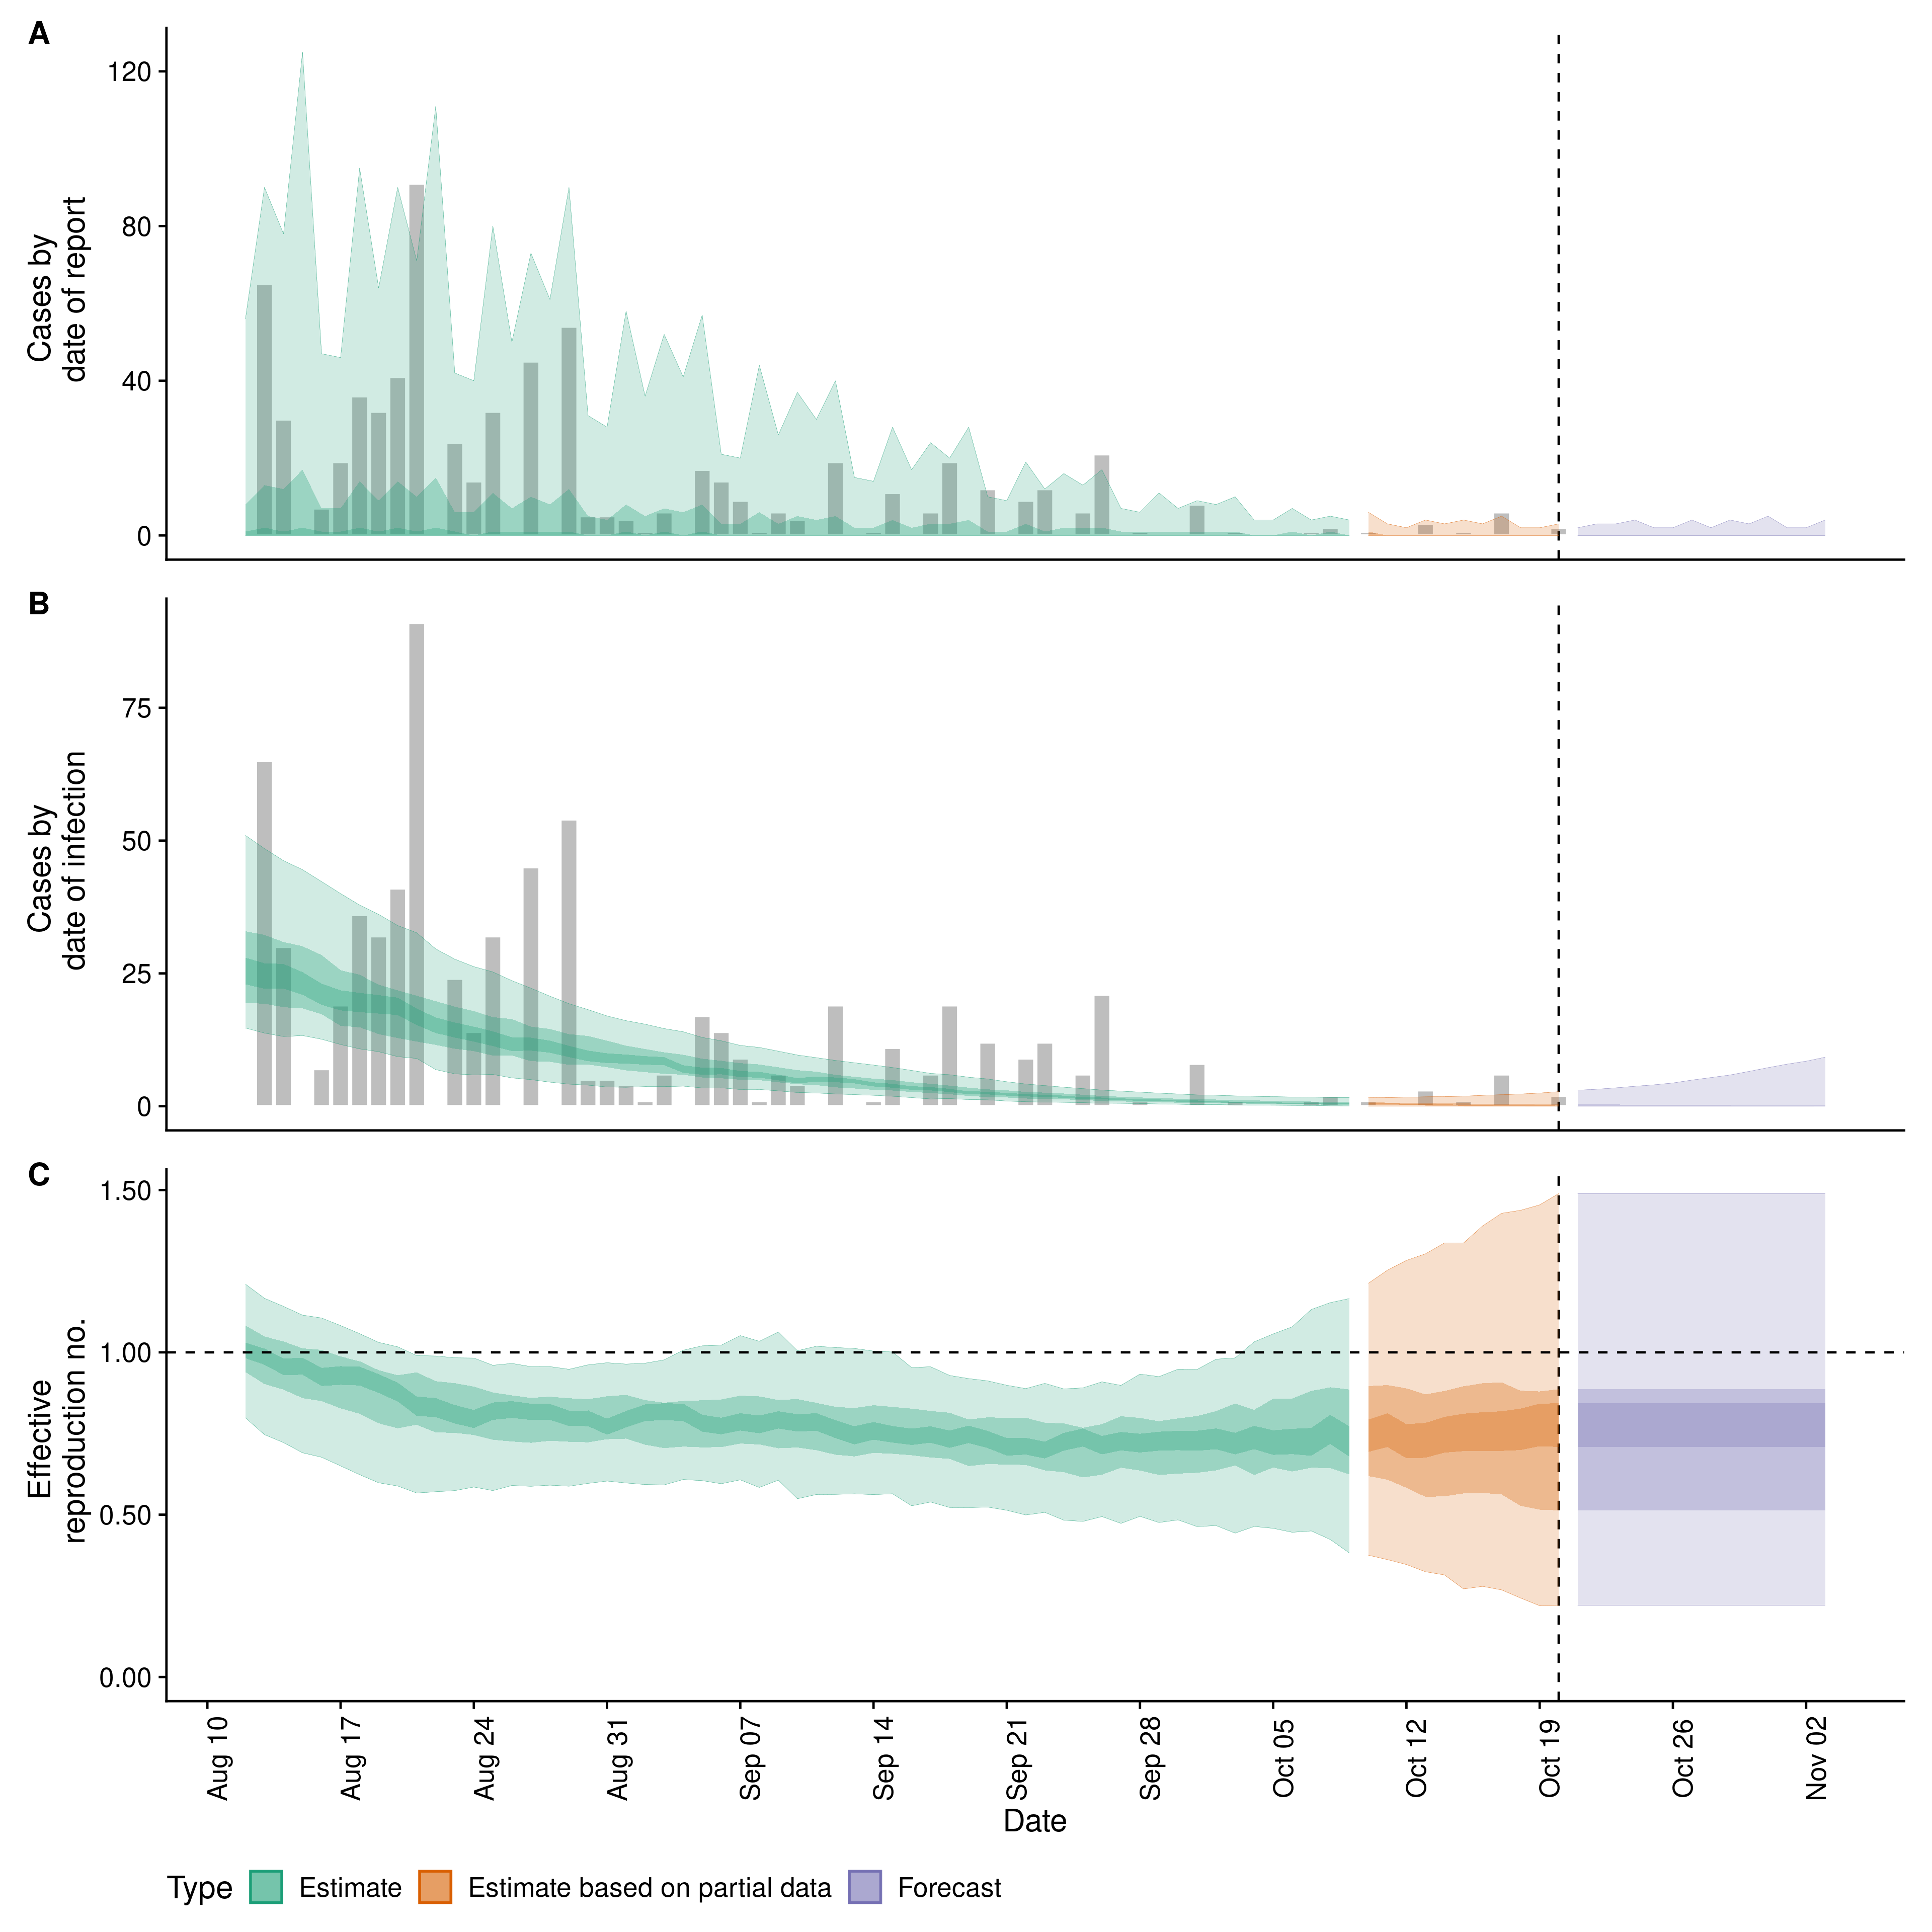 A
Cases by
date of report
120
80
40
0
B
Cases by
date of infection
75
50
25
0
C
Effective
reproduction no.
1.50
1.00
0.50
0.00
Aug 10
Aug 17
Aug 24
Aug 31
Sep 07
Sep 14
Sep 21
Sep 28
Oct 05
Oct 12
Oct 19
Oct 26
Nov 02
Date
Type Estimate Estimate based on partial data Forecast